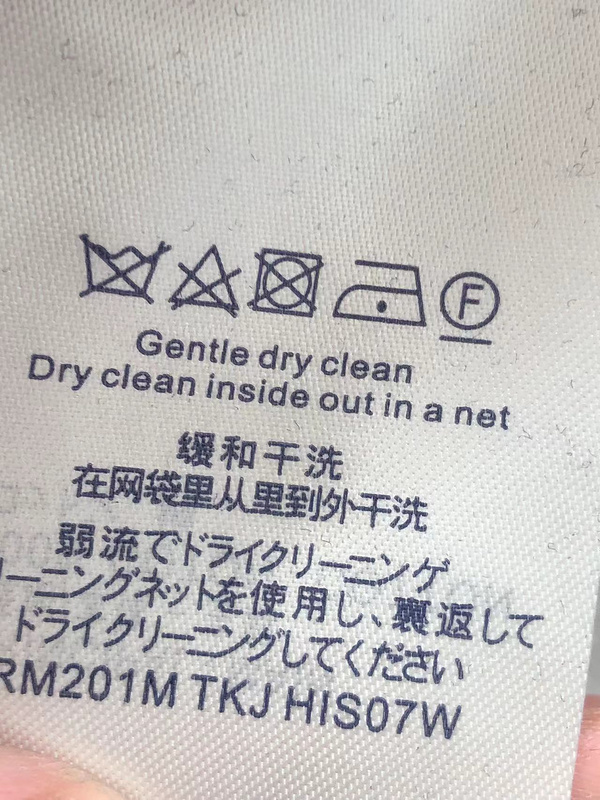 F
Gentle dry clean
Dry clean inside out in a net
缓和干洗
在网袋里从里到外干洗
弱流でドライクリーニング
リーニングネットを使用し、裏返して
ドライクリーニングしてください
RM201M TKJ HIS07W